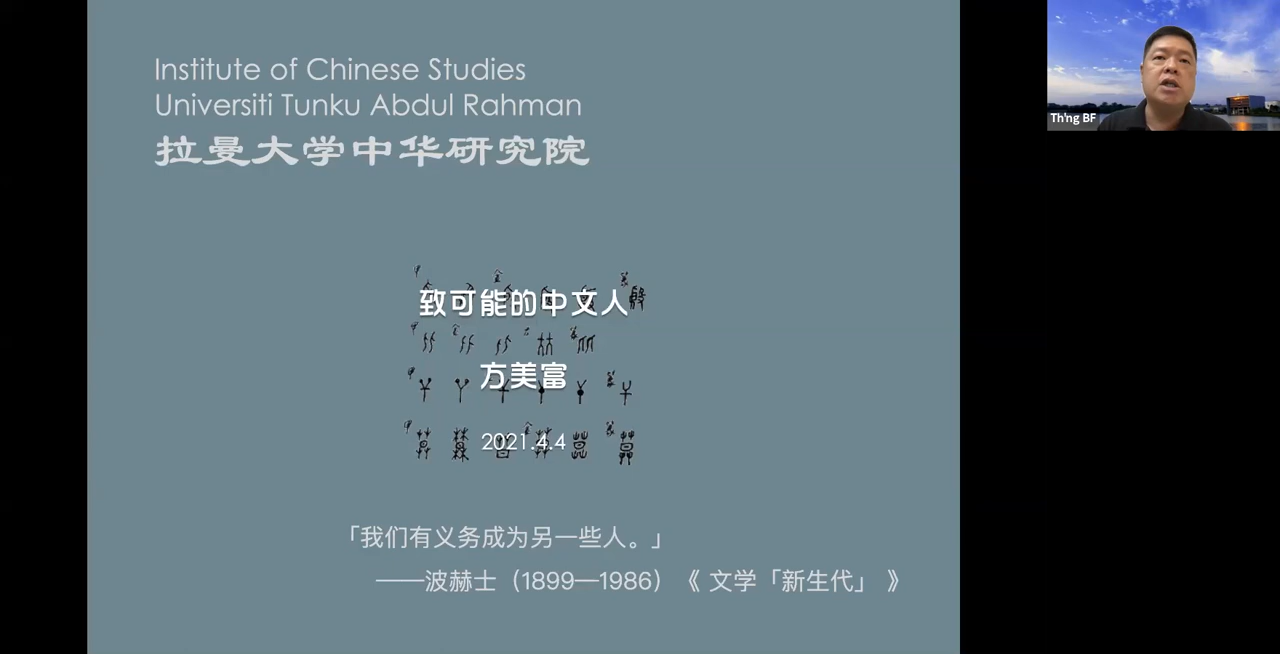 Institute of Chinese Studies
Universiti Tunku Abdul Rahman
拉曼大学中华研究院
致可能的中文人
方美富
2021.4.4
「我们有义务成为另一些人。」
——波赫士（1899—1986）《 文学「新生代」 》
Th'ng BF